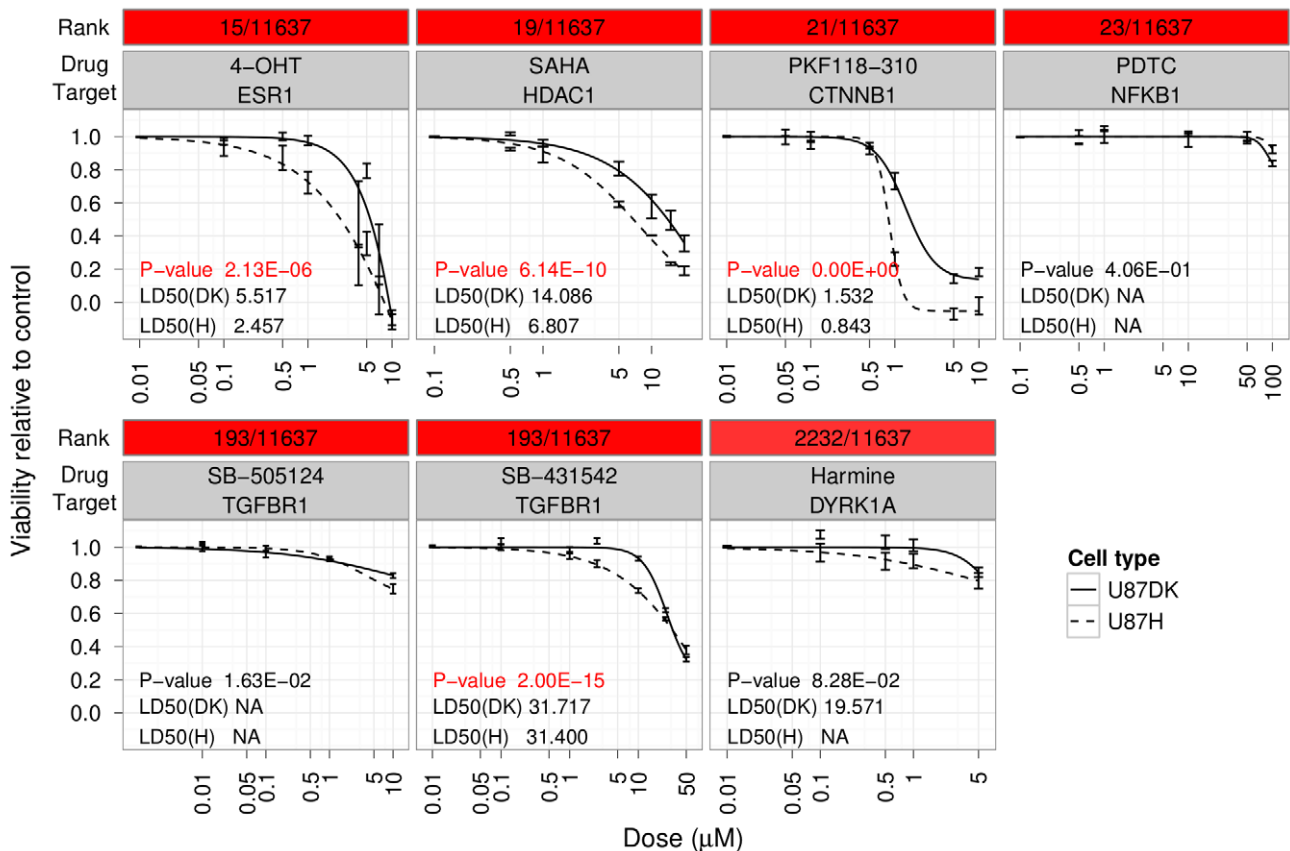 Rank 15/11637 19/11637 21/11637 23/11637
Drug 4-OHT SAHA PKF118-310 PDTC
Target ESR1 HDAC1 CTNNB1 NFKB1
1.0
0.8
0.6
0.4
0.2
0.0
P-value 2.13E-06 P-value 6.14E-10 P-value 0.00E+00 P-value 4.06E-01
LD50(DK) 5.517 LD50(DK) 14.086 LD50(DK) 1.532 LD50(DK) NA
LD50(H) 2.457 LD50(H) 6.807 LD50(H) 0.843 LD50(H) NA
0.01 0.05 0.1 0.5 1 5 10 0.1 0.5 1 5 10 0.01 0.05 0.1 0.5 1 5 10 0.1 0.5 1 5 10 50 100
Viability relative to control
Rank 193/11637 193/11637 2232/11637
Drug SB-505124 SB-431542 Harmine
Target TGFBR1 TGFBR1 DYRK1A
1.0
0.8
0.6
0.4
0.2
0.0
P-value 1.63E-02 P-value 2.00E-15 P-value 8.28E-02
LD50(DK) NA LD50(DK) 31.717 LD50(DK) 19.571
LD50(H) NA LD50(H) 31.400 LD50(H) NA
0.01 0.05 0.1 0.5 1 5 10 0.01 0.05 0.1 0.5 1 5 10 50 0.01 0.05 0.1 0.5 1 5
Dose (μM)
Cell type
U87DK
U87H